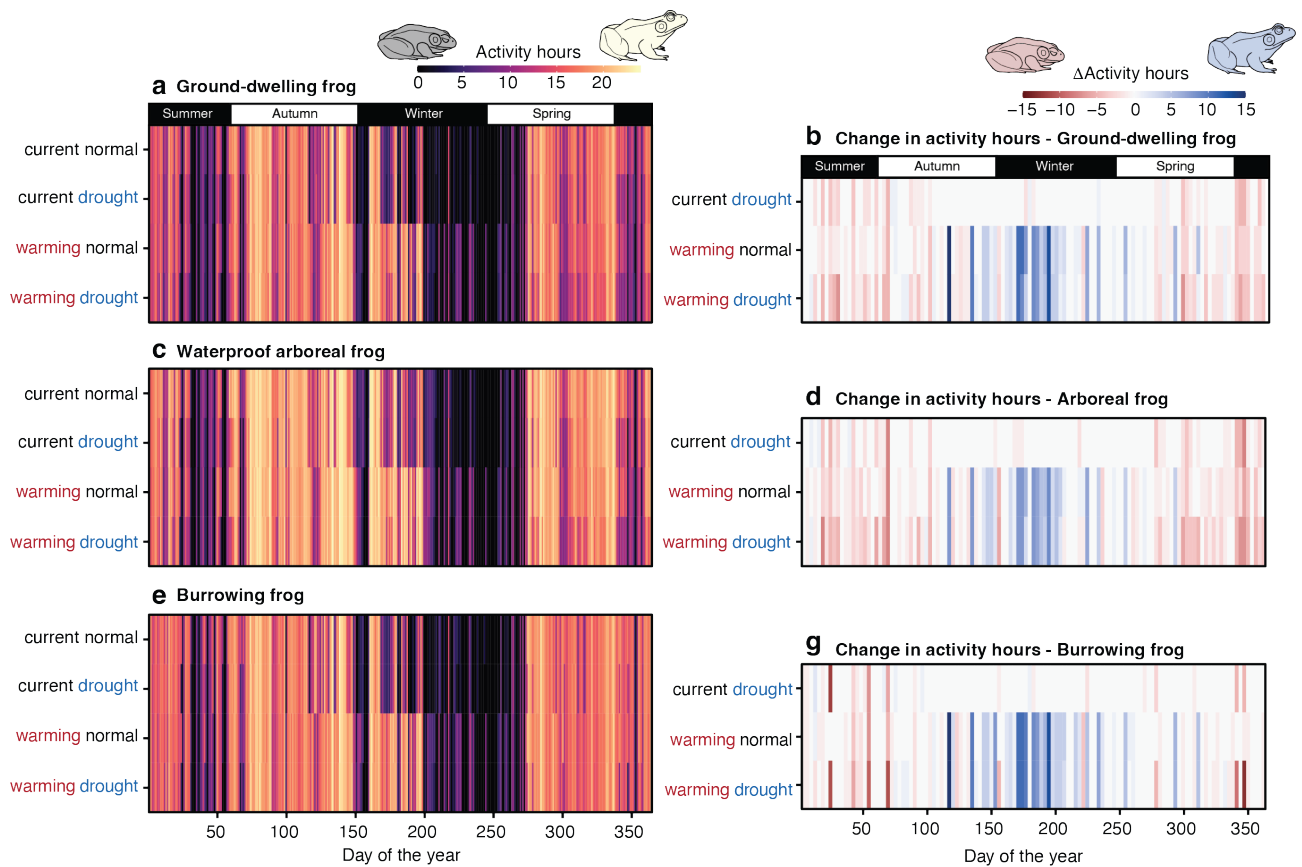 Activity hours
0 5 10 15 20
a Ground-dwelling frog
Summer Autumn Winter Spring
current normal
current drought
warming normal
warming drought
c Waterproof arboreal frog
current normal
current drought
warming normal
warming drought
e Burrowing frog
current normal
current drought
warming normal
warming drought
50 100 150 200 250 300 350
Day of the year
ΔActivity hours
−15 −10 −5 0 5 10 15
b Change in activity hours - Ground-dwelling frog
Summer Autumn Winter Spring
current drought
warming normal
warming drought
d Change in activity hours - Arboreal frog
current drought
warming normal
warming drought
g Change in activity hours - Burrowing frog
current drought
warming normal
warming drought
50 100 150 200 250 300 350
Day of the year